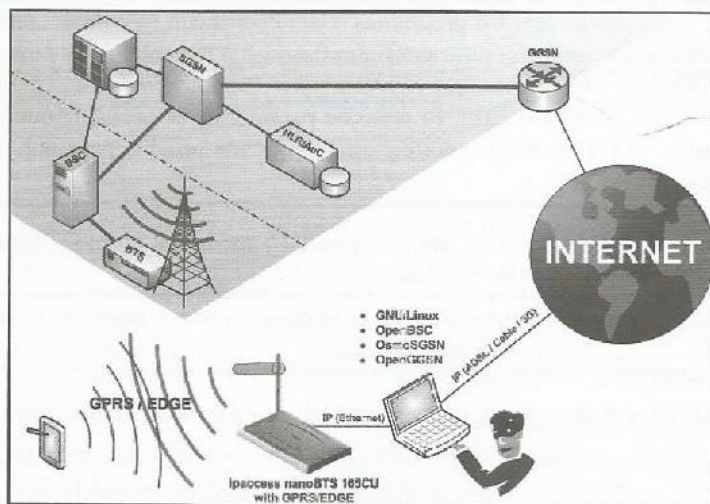 SGSN
GGSN
BSC
HLR/AuC
BTS
INTERNET
• GNU/Linux
• OpenBSC
• OsmoSGSN
• OpenGGSN
IP (ADSL / Cable / 3G)
GPRS / EDGE
IP (Ethernet)
ipaccess nanoBTS 165CU
with GPRS/EDGE